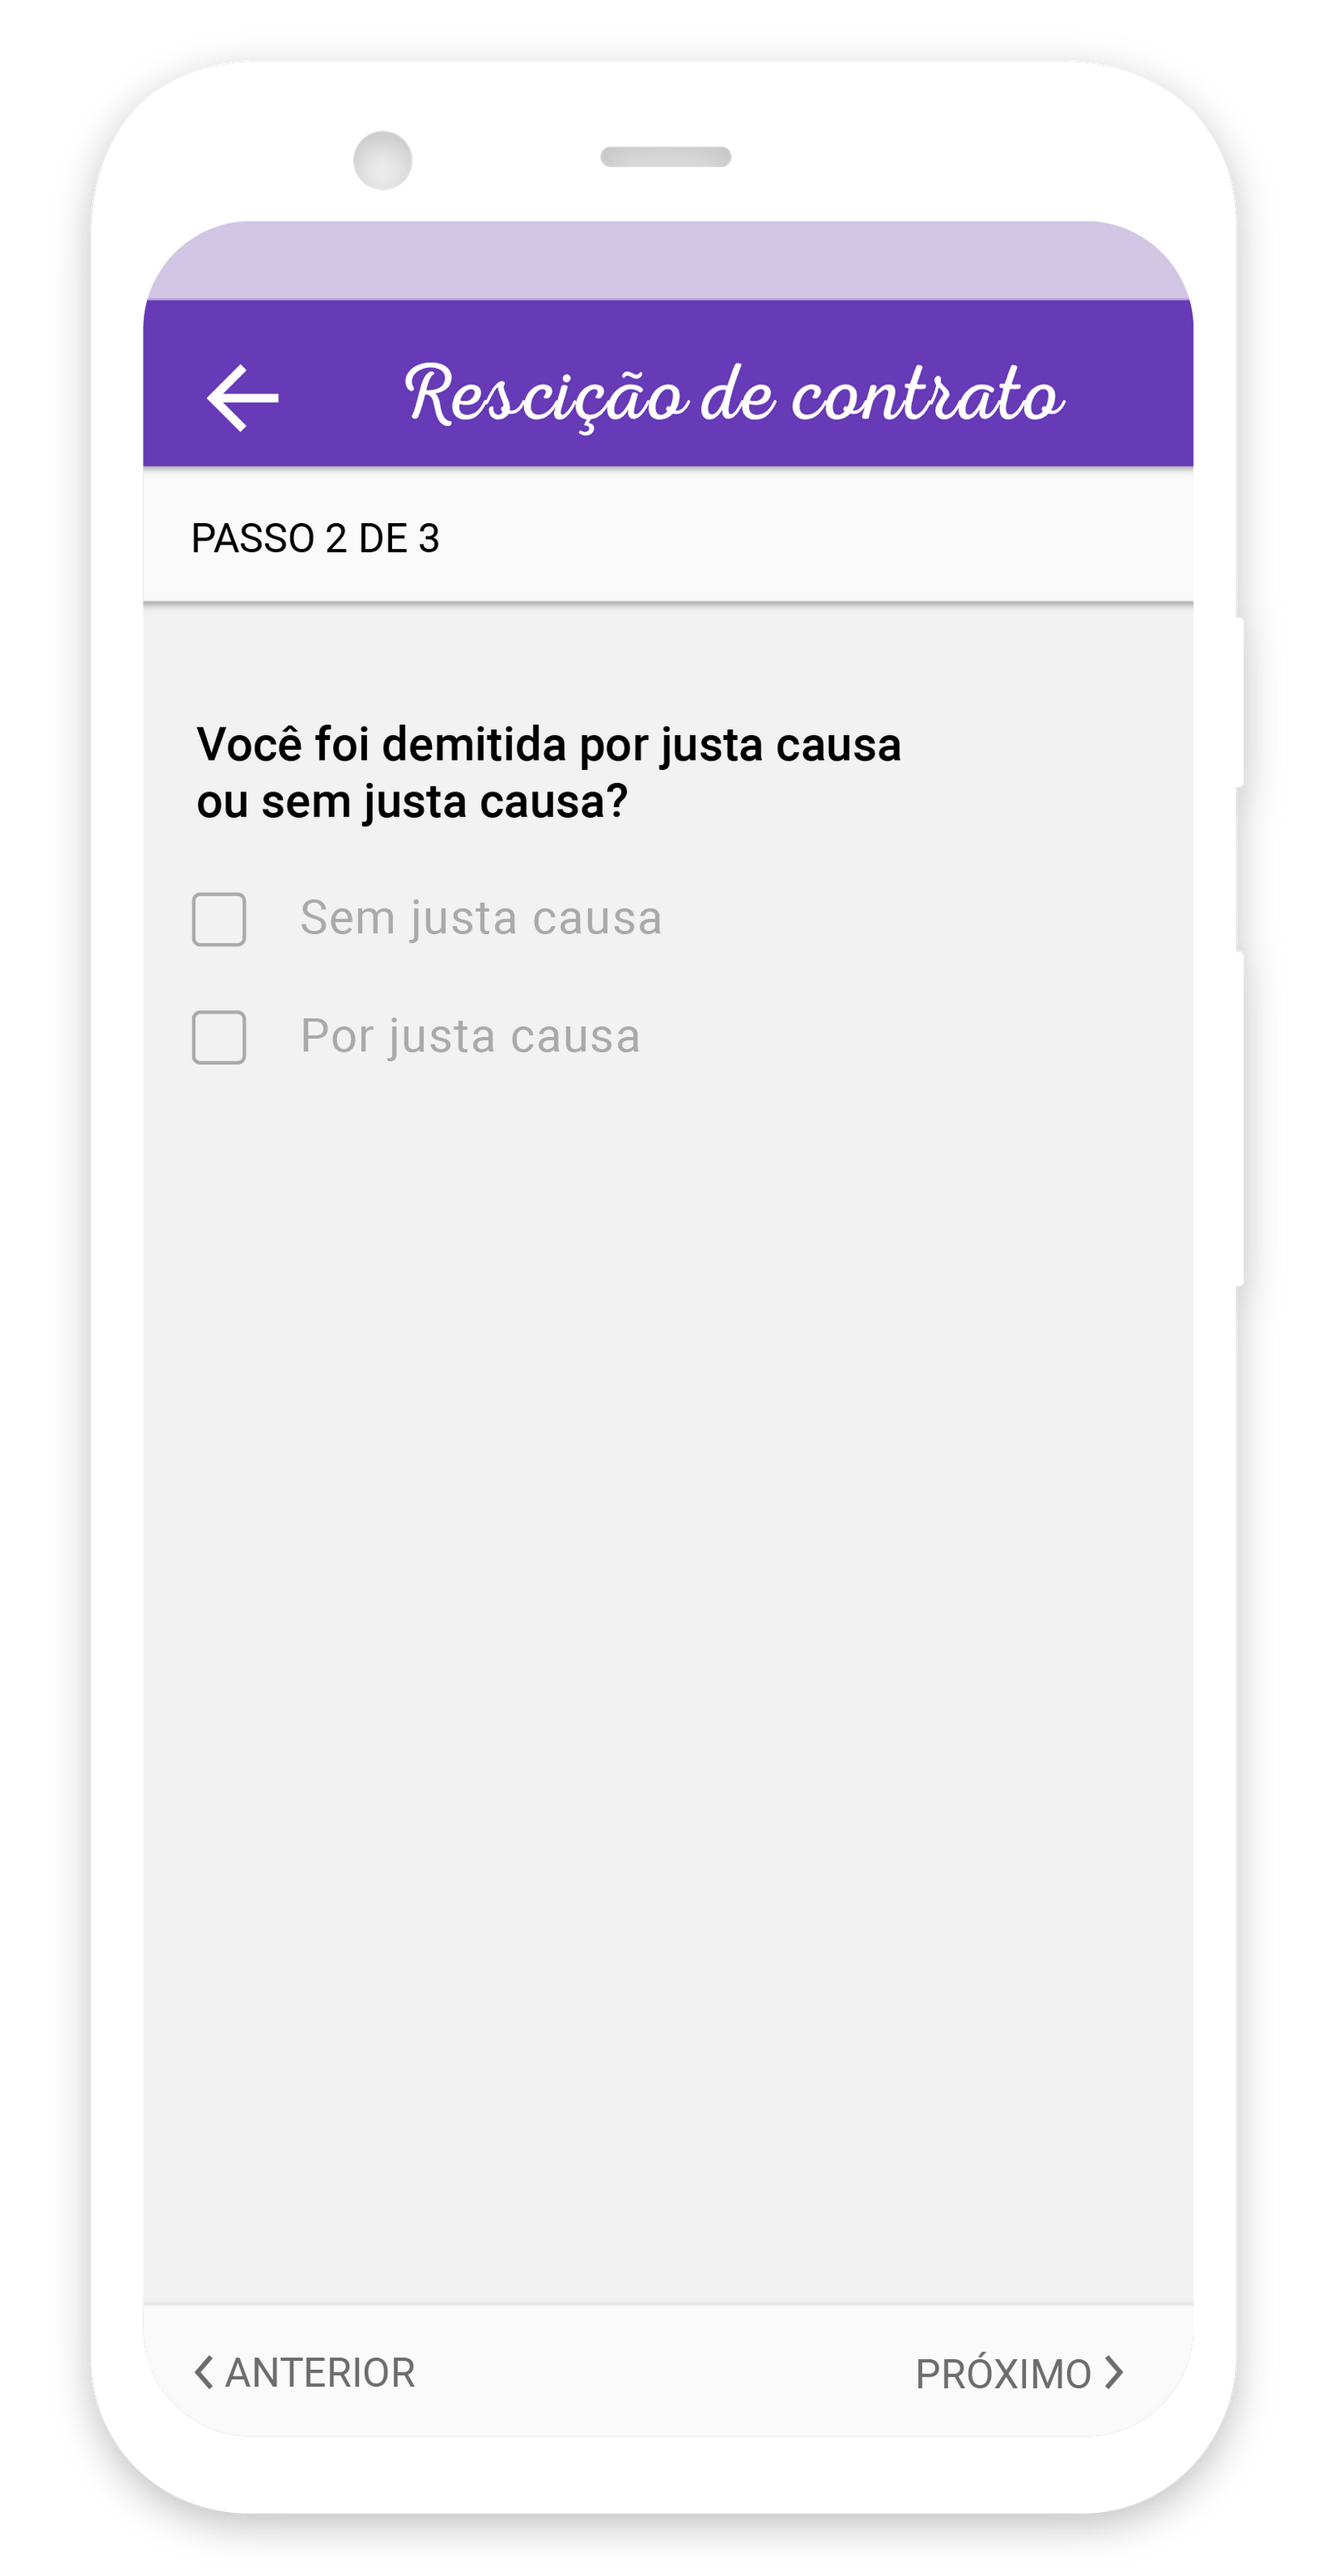 Rescição de contrato
PASSO 2 DE 3
Você foi demitida por justa causa
ou sem justa causa?
Sem justa causa
Por justa causa
ANTERIOR
PRÓXIMO